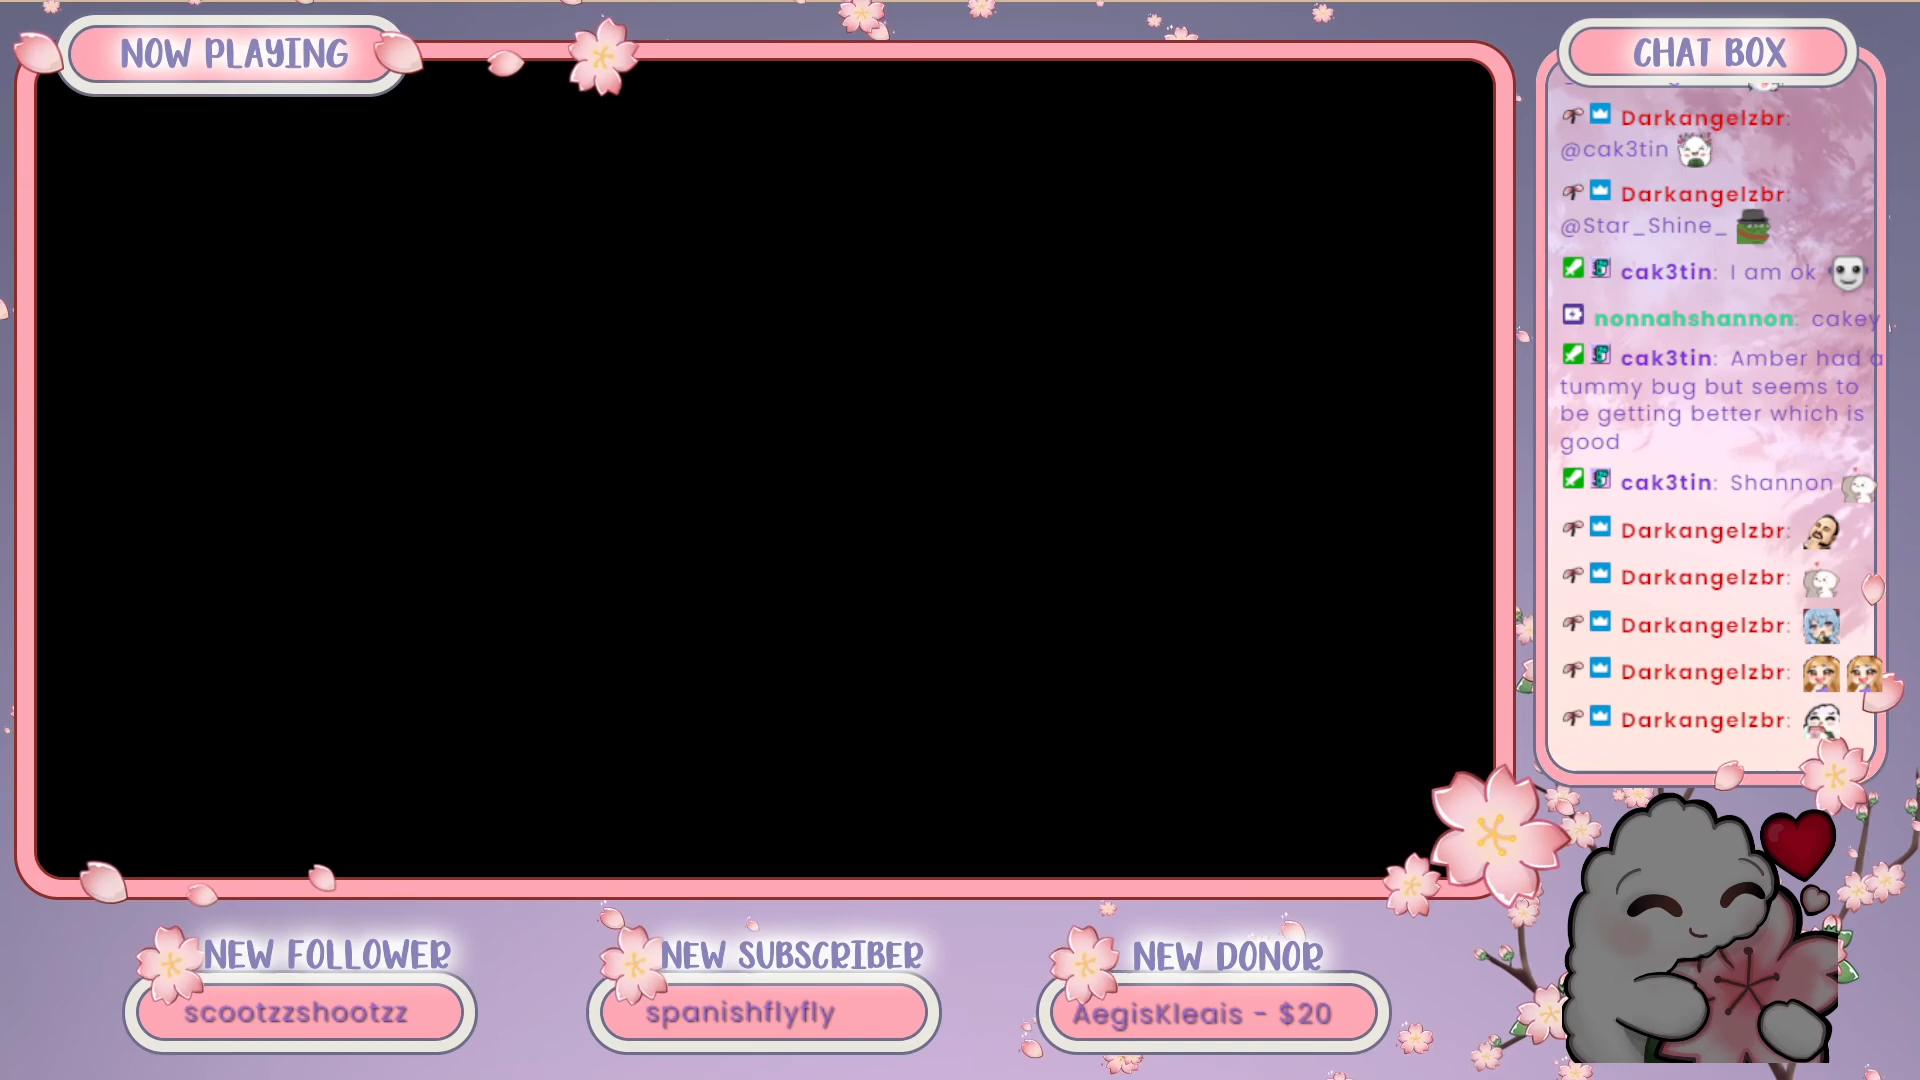 NOW PLAYING
CHAT BOX
Darkangelzbr:
@cak3tin
Darkangelzbr:
@Star_Shine_
cak3tin: I am ok
nonnahshannon: cakey
cak3tin: Amber had a
tummy bug but seems to
be getting better which is
good
cak3tin: Shannon
Darkangelzbr:
Darkangelzbr:
Darkangelzbr:
Darkangelzbr:
Darkangelzbr:
NEW FOLLOWER
scootzzshootzz
NEW SUBSCRIBER
spanishflyfly
NEW DONOR
AegisKleais - $20